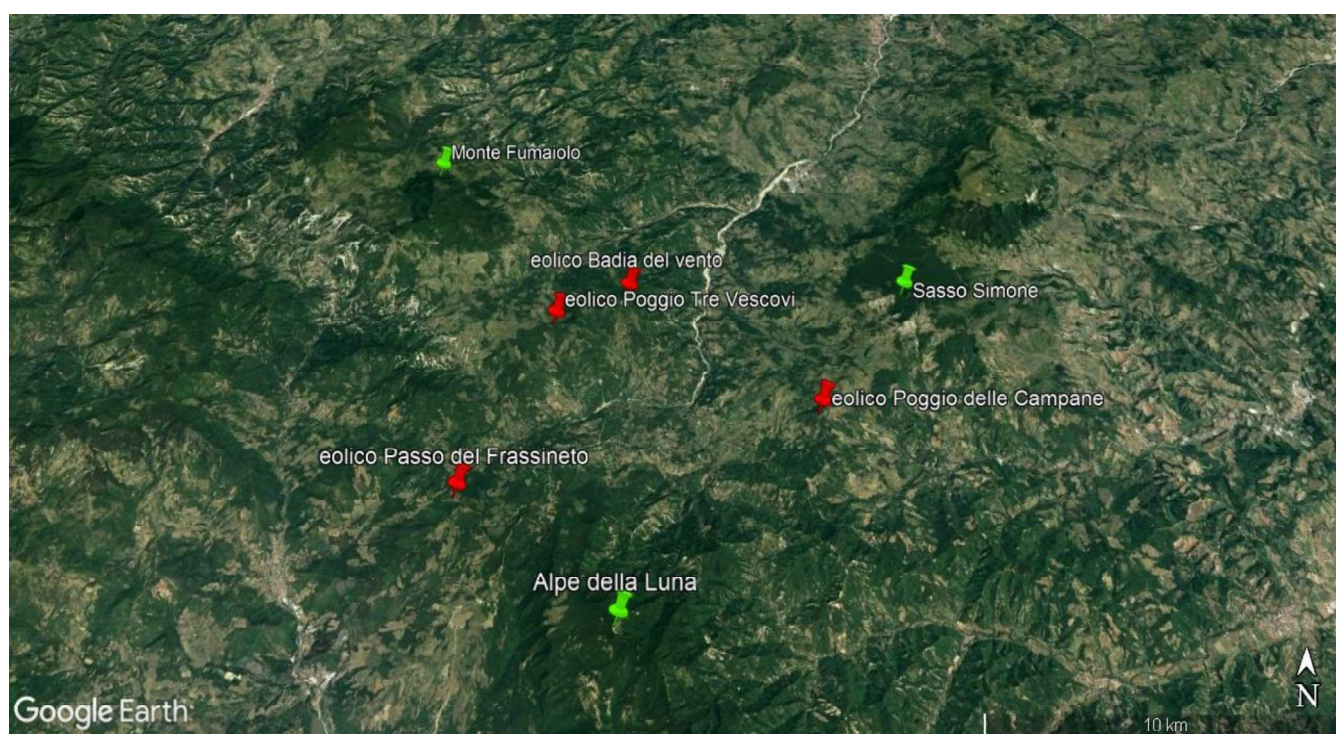 Monte Fumaiolo
eolico Badia del vento
eolico Poggio Tre Vescovi
Sasso Simone
eolico Poggio delle Campane
eolico Passo del Frassineto
Alpe della Luna
N
Google Earth
10 km